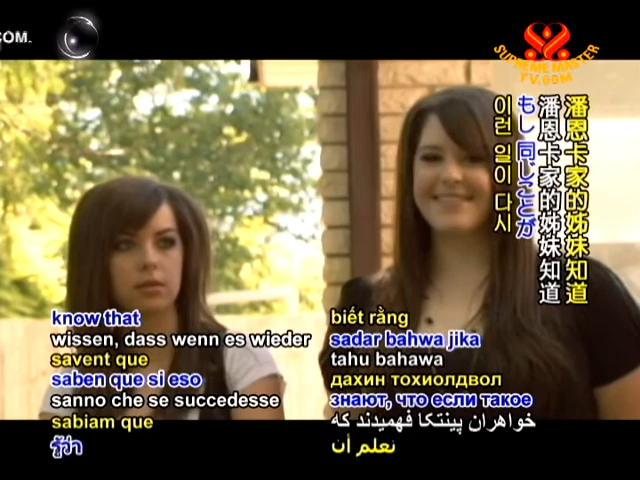 COM.
SUPREME MASTER
TV.COM
潘恩卡家的姊妹知道
潘恩卡家的姊妹知道
もし 同じことが
이런 일이 다시
know that
wissen, dass wenn es wieder
savent que
saben que si eso
sanno che se succedesse
sabiam que
รู้ว่า
biết rằng
sadar bahwa jika
tahu bahawa
дахин тохиолдвол
знают, что если такое
خواهران پینتکا فهمیدند که
نعلم أن